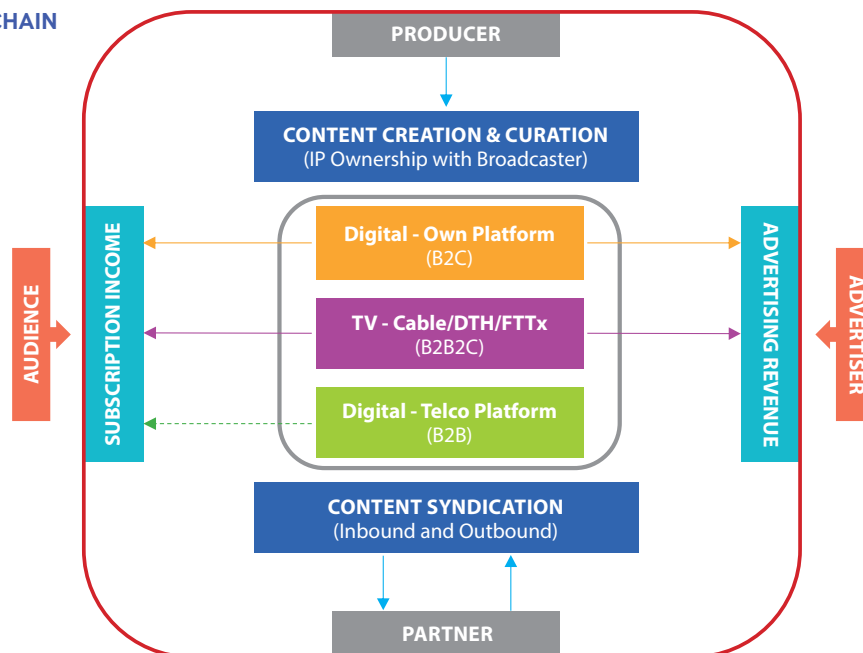 CHAIN
PRODUCER
CONTENT CREATION & CURATION
(IP Ownership with Broadcaster)
AUDIENCE
SUBSCRIPTION INCOME
Digital - Own Platform
(B2C)
TV - Cable/DTH/FTTx
(B2B2C)
Digital - Telco Platform
(B2B)
ADVERTISING REVENUE
ADVERTISER
CONTENT SYNDICATION
(Inbound and Outbound)
PARTNER